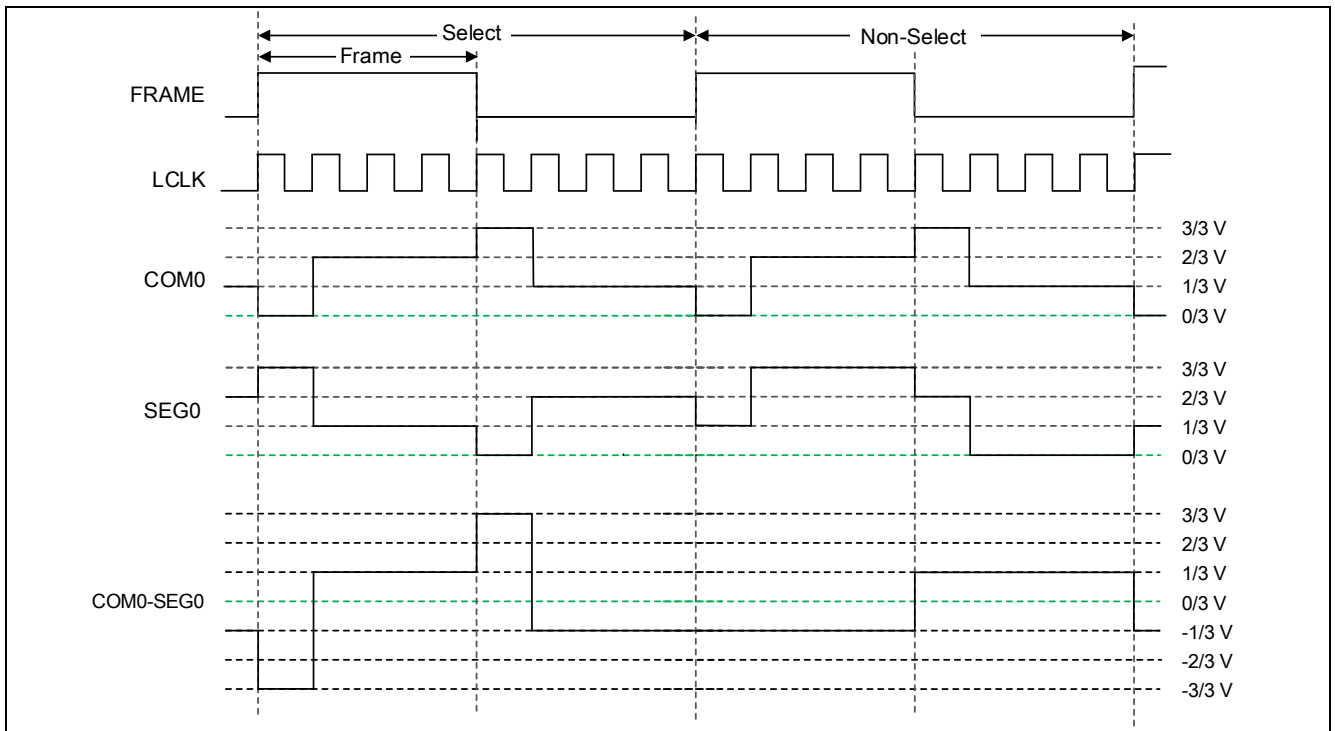 Select
Non-Select
Frame
FRAME
LCLK
COM0
3/3 V
2/3 V
1/3 V
0/3 V
SEG0
3/3 V
2/3 V
1/3 V
0/3 V
COM0-SEG0
3/3 V
2/3 V
1/3 V
0/3 V
-1/3 V
-2/3 V
-3/3 V